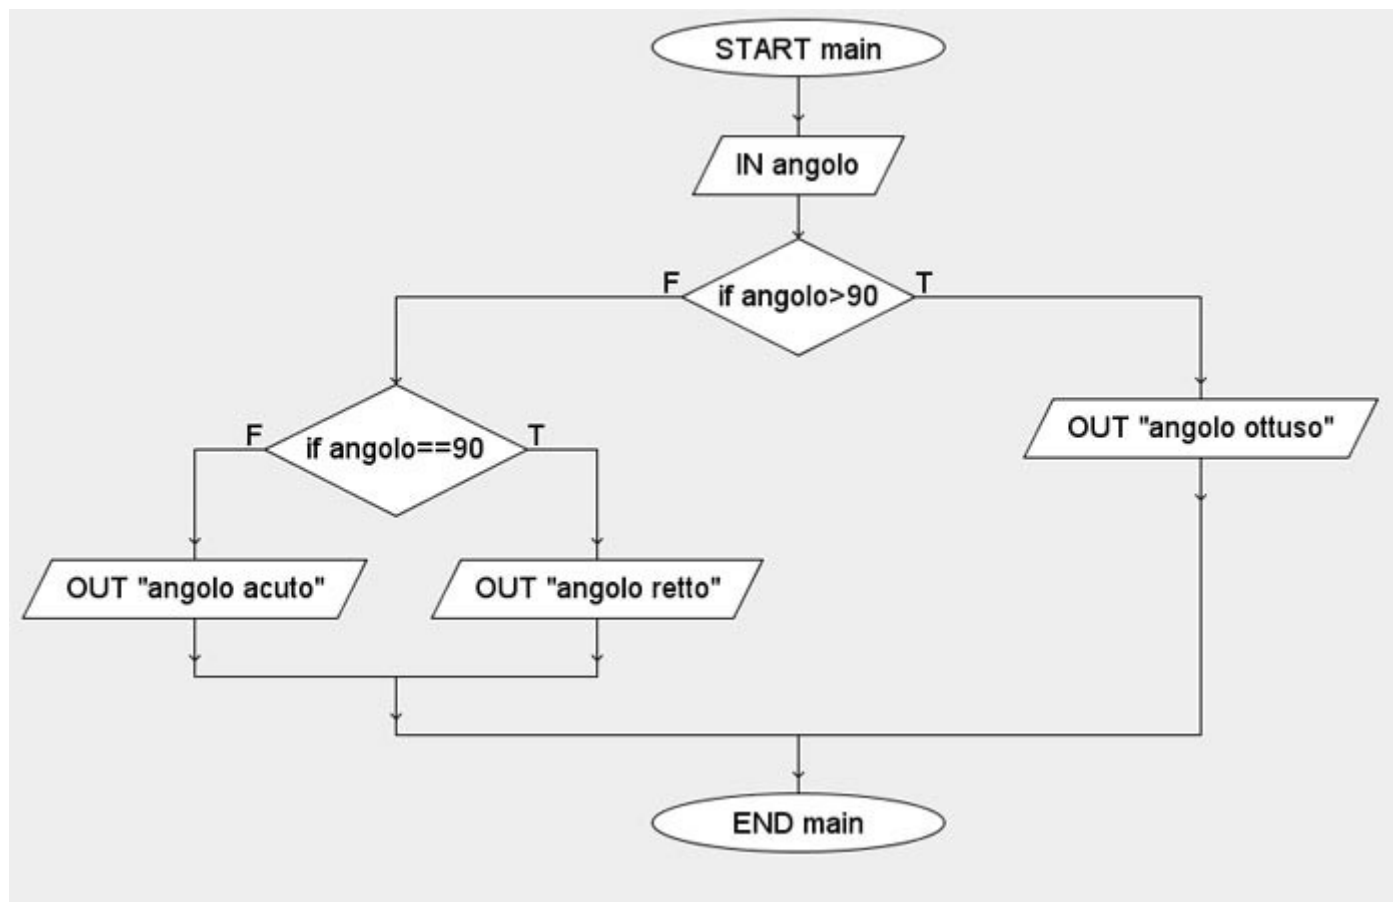 START main
IN angolo
F
if angolo>90
T
F
if angolo==90
T
OUT "angolo ottuso"
OUT "angolo acuto"
OUT "angolo retto"
END main